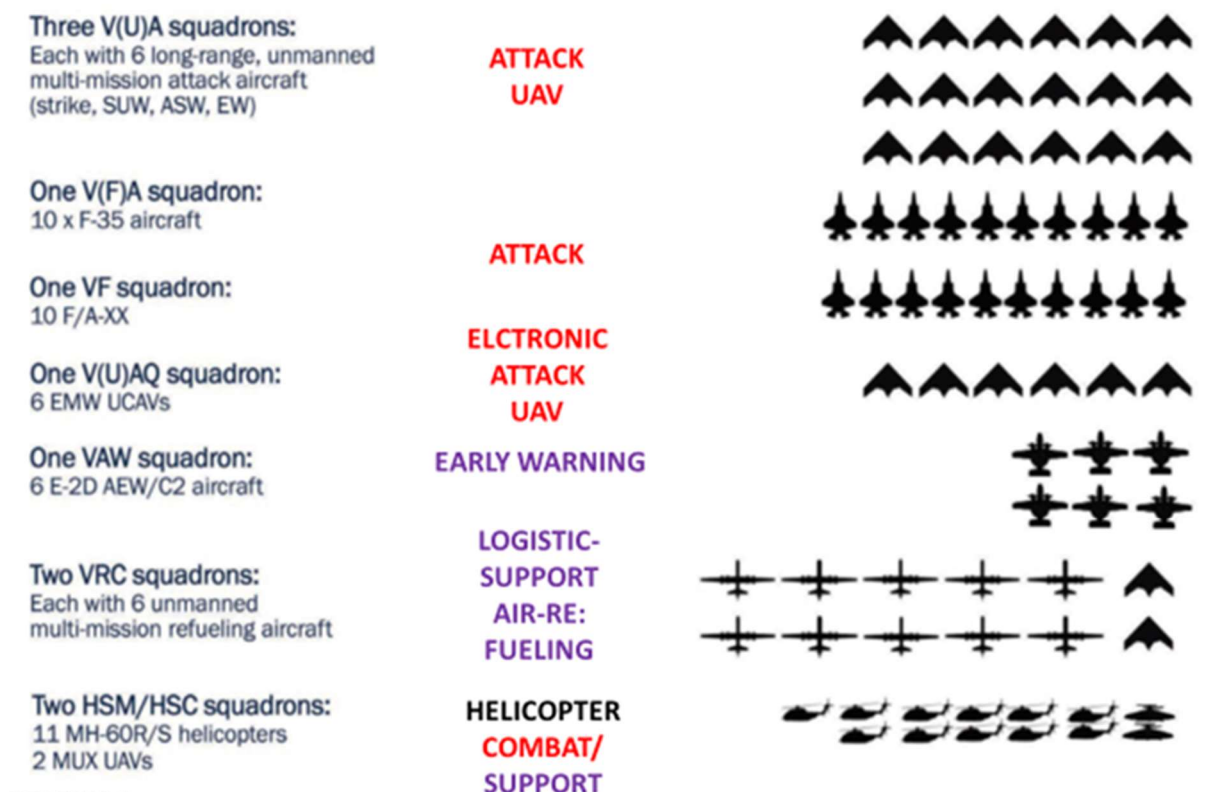 Three V(U)A squadrons:
Each with 6 long-range, unmanned
multi-mission attack aircraft
(strike, SUW, ASW, EW)
ATTACK
UAV
One V(F)A squadron:
10 x F-35 aircraft
ATTACK
One VF squadron:
10 F/A-XX
ELCTRONIC
ATTACK
UAV
One V(U)AQ squadron:
6 EMW UCAVs
One VAW squadron:
6 E-2D AEW/C2 aircraft
EARLY WARNING
LOGISTIC-
SUPPORT
AIR-RE:
FUELING
Two VRC squadrons:
Each with 6 unmanned
multi-mission refueling aircraft
Two HSM/HSC squadrons:
11 MH-60R/S helicopters
2 MUX UAVs
HELICOPTER
COMBAT/
SUPPORT